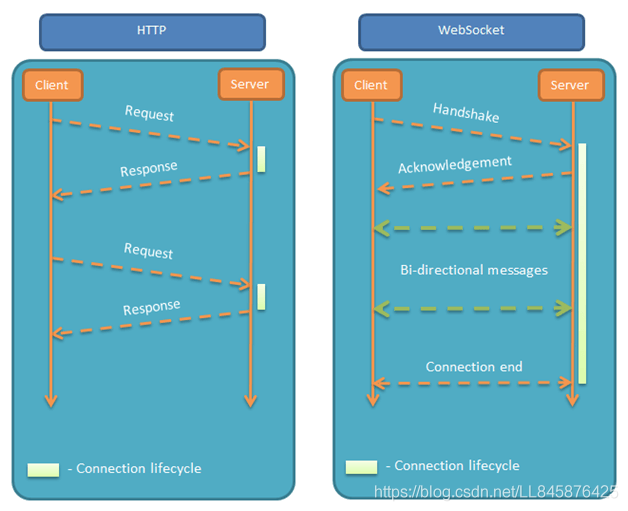 HTTP
Client
Server
Request
Response
Request
Response
- Connection lifecycle
WebSocket
Client
Server
Handshake
Acknowledgement
Bi-directional messages
Connection end
- Connection lifecycle
https://blog.csdn.net/LL845876425